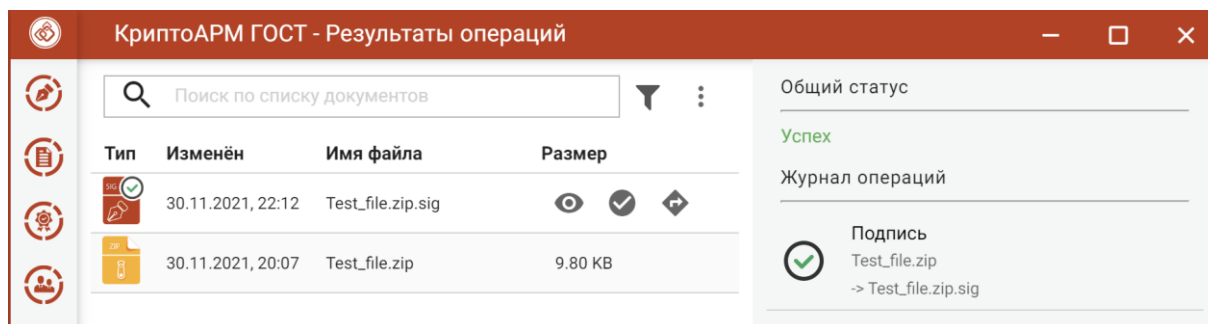 КриптоАРМ ГОСТ - Результаты операций
Поиск по списку документов
Тип Изменён Имя файла Размер
SIG 30.11.2021, 22:12 Test_file.zip.sig
ZIP 30.11.2021, 20:07 Test_file.zip 9.80 KB
Общий статус
Успех
Журнал операций
Подпись
Test_file.zip
-> Test_file.zip.sig